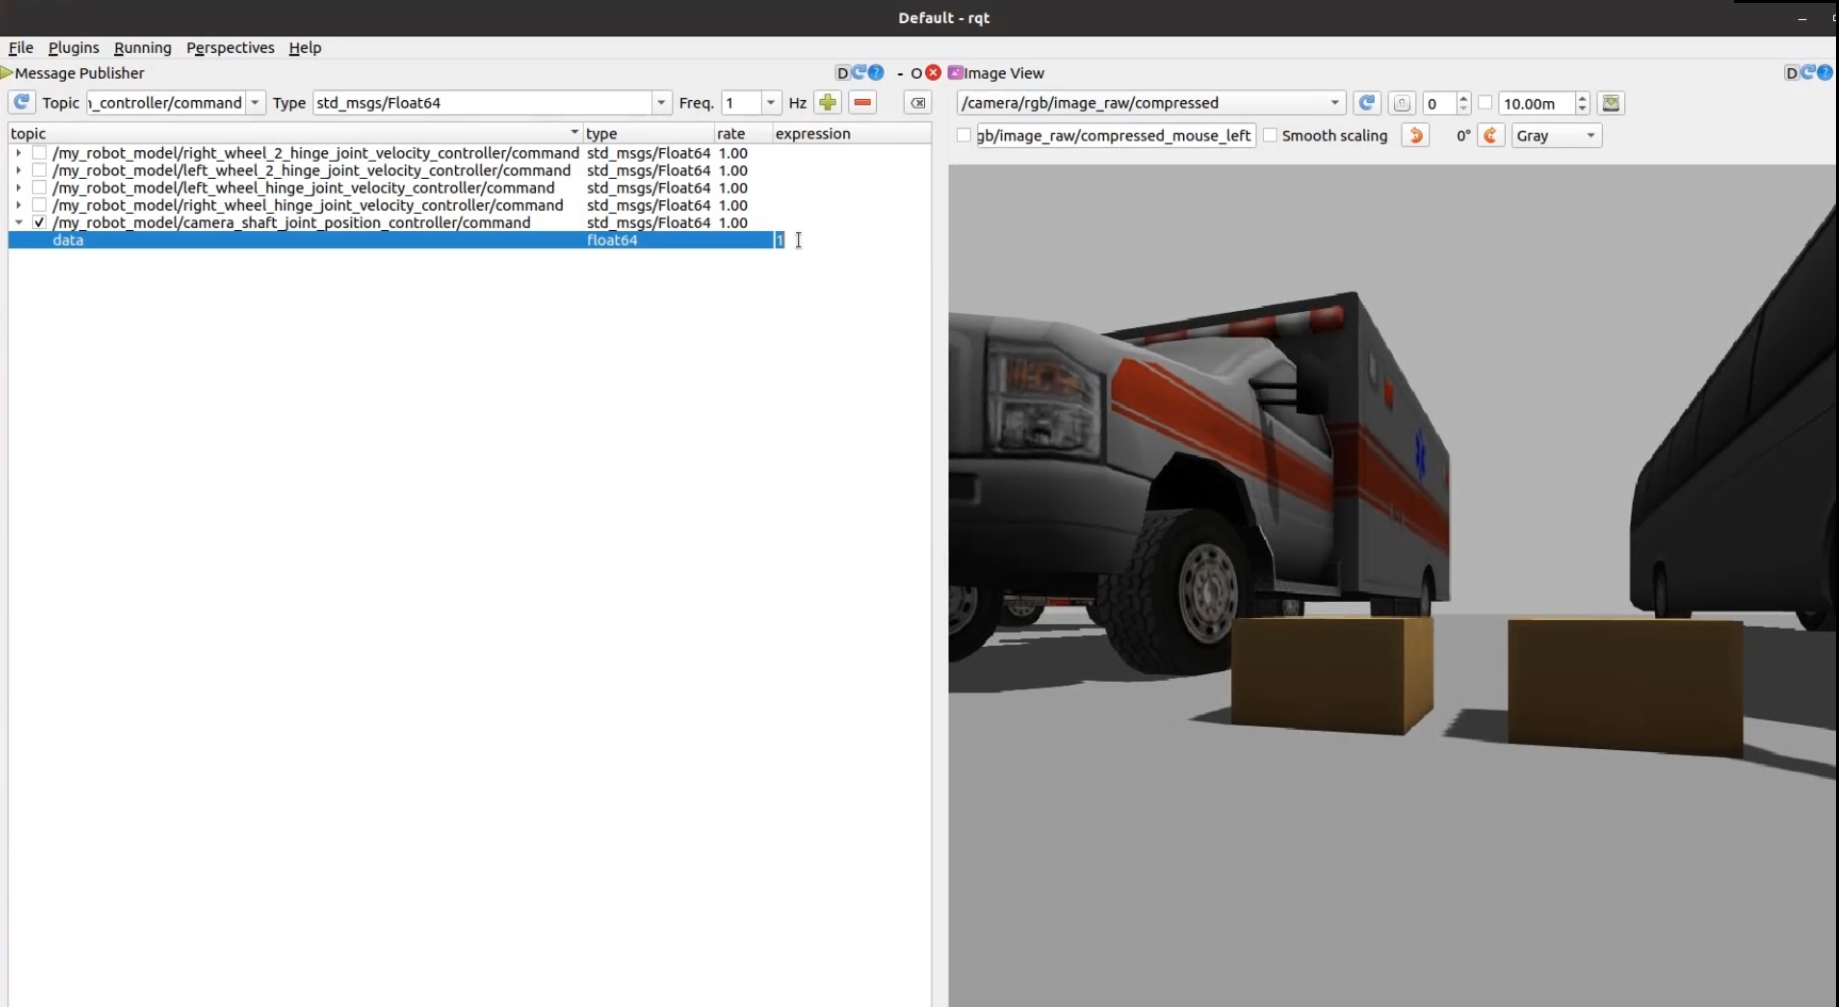 Default - rqt
File Plugins Running Perspectives Help
Message Publisher
D
- O
Topic
_controller/command
Type
std_msgs/Float64
Freq.
1
Hz
topic type rate expression
/my_robot_model/right_wheel_2_hinge_joint_velocity_controller/command std_msgs/Float64 1.00
/my_robot_model/left_wheel_2_hinge_joint_velocity_controller/command std_msgs/Float64 1.00
/my_robot_model/left_wheel_hinge_joint_velocity_controller/command std_msgs/Float64 1.00
/my_robot_model/right_wheel_hinge_joint_velocity_controller/command std_msgs/Float64 1.00
/my_robot_model/camera_shaft_joint_position_controller/command std_msgs/Float64 1.00
data float64 1
Image View
D
/camera/rgb/image_raw/compressed
0
10.00m
gb/image_raw/compressed_mouse_left
Smooth scaling
0°
Gray